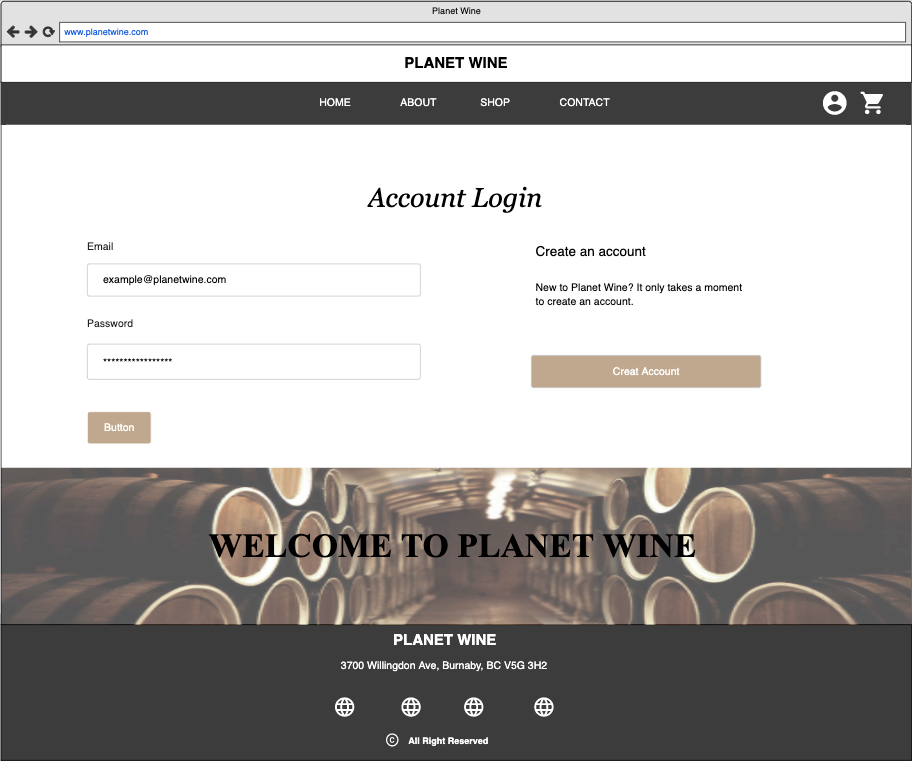 Planet Wine
www.planetwine.com
PLANET WINE
HOME ABOUT SHOP CONTACT
Account Login
Email
example@planetwine.com
Password
*****************
Button
Create an account
New to Planet Wine? It only takes a moment
to create an account.
Creat Account
WELCOME TO PLANET WINE
PLANET WINE
3700 Willingdon Ave, Burnaby, BC V5G 3H2
© All Right Reserved